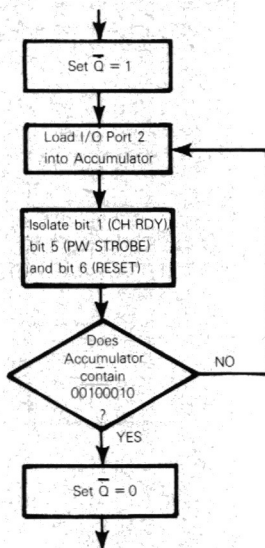 Set Q̅ = 1
Load I/O Port 2
into Accumulator
Isolate bit 1 (CH RDY),
bit 5 (PW STROBE)
and bit 6 (RESET)
Does
Accumulator
contain
00100010
?
NO
YES
Set Q̅ = 0